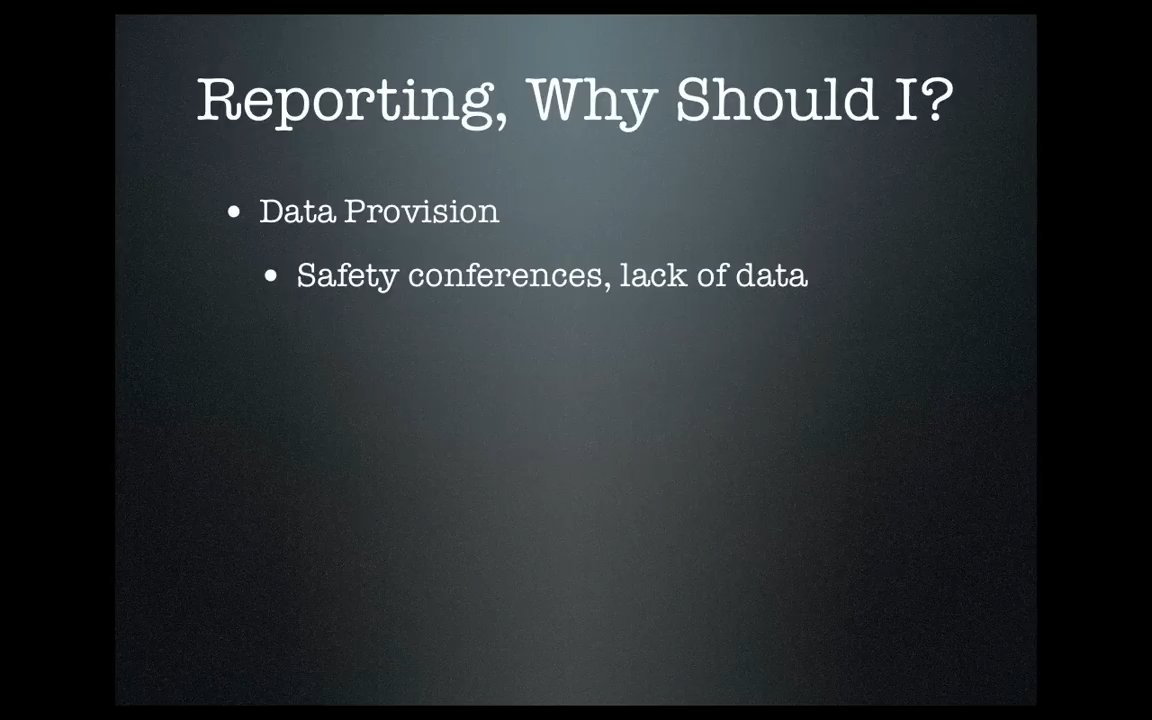 Reporting, Why Should I?
• Data Provision
• Safety conferences, lack of data